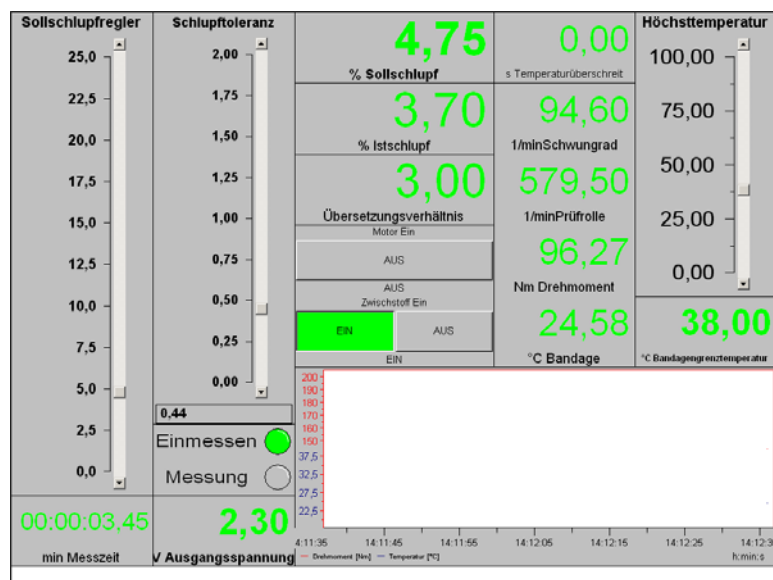 Sollschlupfregler
25,0
22,5
20,0
17,5
15,0
12,5
10,0
7,5
5,0
2,5
0,0
00:00:03,45
min Messzeit
Schlupftoleranz
2,00
1,75
1,50
1,25
1,00
0,75
0,50
0,25
0,00
0,44
Einmessen
Messung
2,30
V Ausgangsspannung
4,75
% Sollschlupf
3,70
% Istschlupf
3,00
Übersetzungsverhältnis
Motor Ein
AUS
AUS
Zwischstoff Ein
EIN AUS
EIN
0,00
s Temperaturüberschreit
94,60
1/minSchwungrad
579,50
1/minPrüfrolle
96,27
Nm Drehmoment
24,58
°C Bandage
Höchsttemperatur
100,00
75,00
50,00
25,00
0,00
38,00
°C Bandagengrenztemperatur
200
190
180
170
160
150
37,5
32,5
27,5
22,5
14:11:35 14:11:45 14:11:55 14:12:05 14:12:15 14:12:25 14:12:3
Drehmoment [Nm] Temperatur [°C] h:min:s